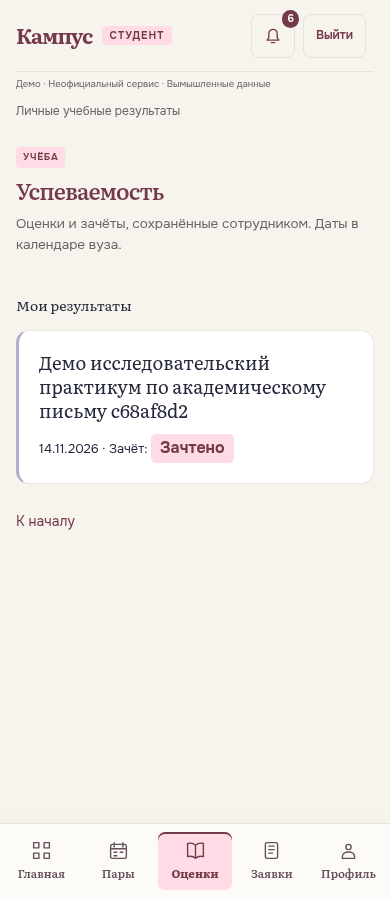 Кампус СТУДЕНТ 6 Выйти
Демо · Неофициальный сервис · Вымышленные данные
Личные учебные результаты
УЧЁБА
Успеваемость
Оценки и зачёты, сохранённые сотрудником. Даты в
календаре вуза.
Мои результаты
Демо исследовательский
практикум по академическому
письму c68af8d2
14.11.2026 · Зачёт: Зачтено
К началу
Главная Пары Оценки Заявки Профиль